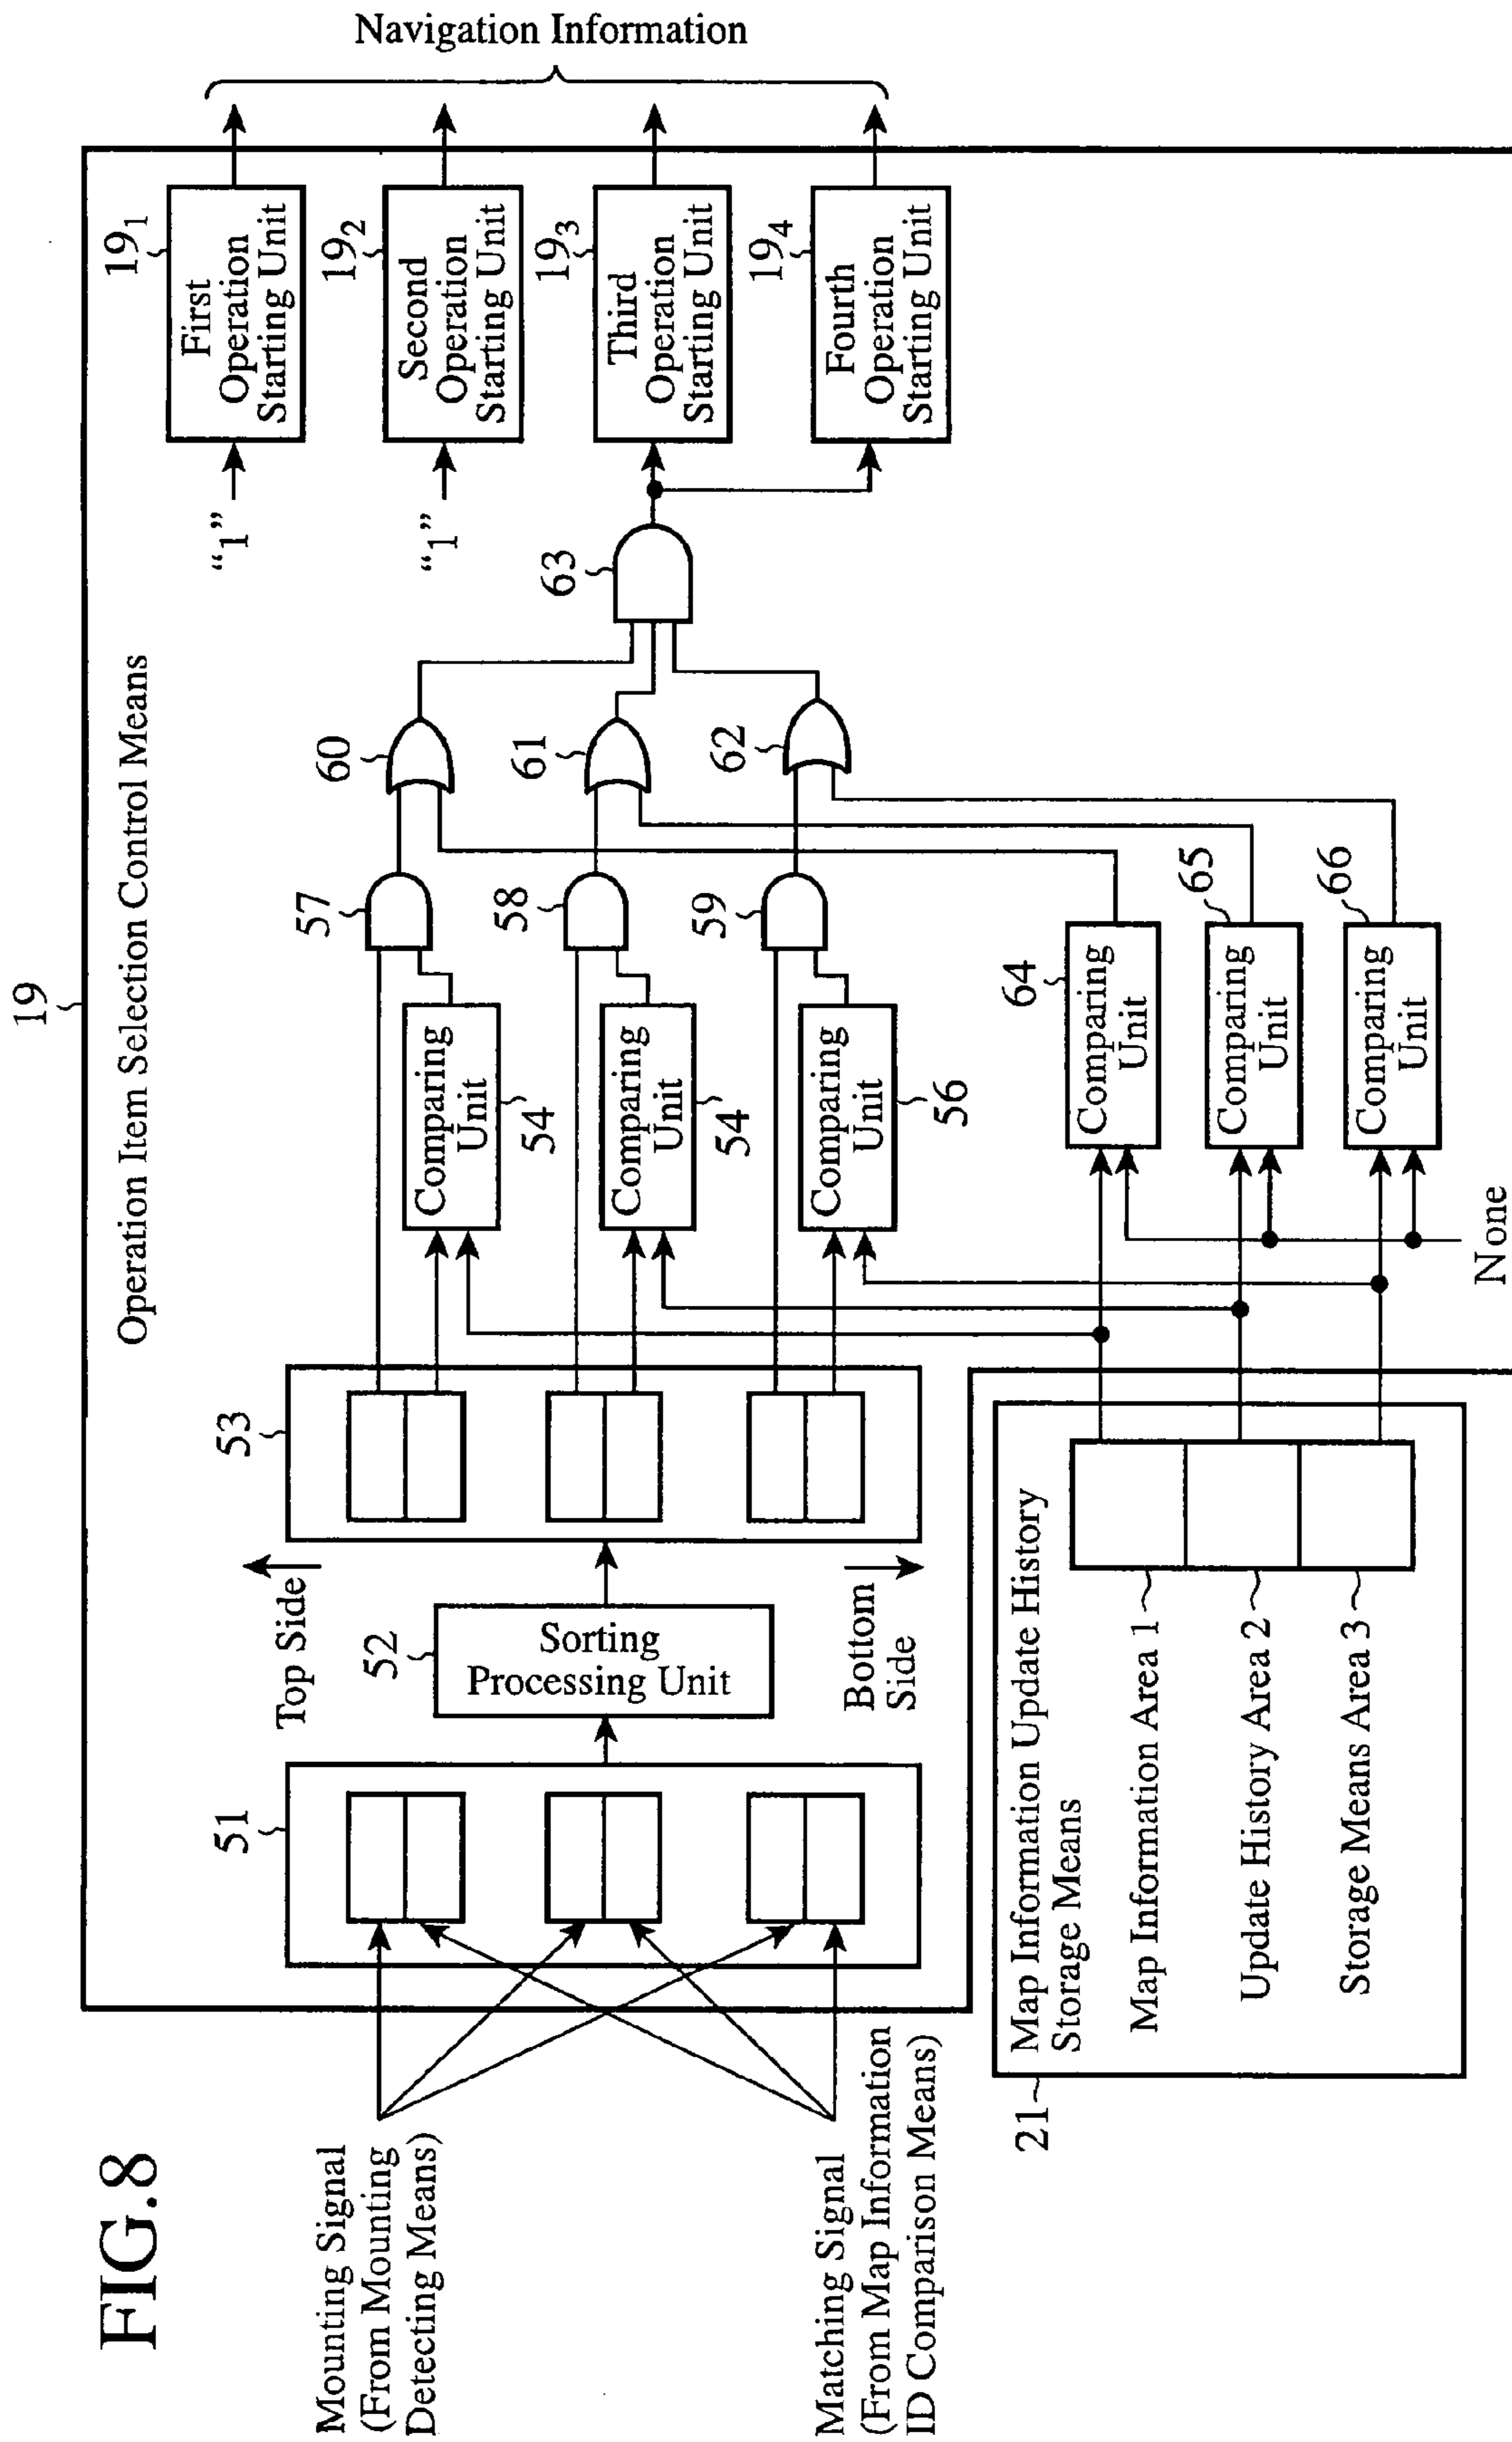 FIG.8
19
Operation Item Selection Control Means
Mounting Signal
(From Mounting
Detecting Means)
Matching Signal
(From Map Information
ID Comparison Means)
51
Top Side
52
Sorting
Processing Unit
Bottom
Side
53
Comparing
Unit
54
Comparing
Unit
54
Comparing
Unit
56
57
58
59
60
61
62
63
64
Comparing
Unit
65
Comparing
Unit
66
Comparing
Unit
None
"1"
"1"
19₁
First
Operation
Starting Unit
19₂
Second
Operation
Starting Unit
19₃
Third
Operation
Starting Unit
19₄
Fourth
Operation
Starting Unit
Navigation Information
21
Map Information Update History
Storage Means
Map Information Area 1
Update History Area 2
Storage Means Area 3